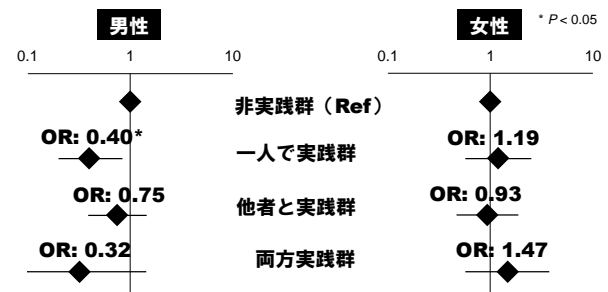 男性
女性
* P < 0.05
0.1 1 10
0.1 1 10
非実践群（Ref）
OR: 0.40*
一人で実践群
OR: 1.19
OR: 0.75
他者と実践群
OR: 0.93
OR: 0.32
両方実践群
OR: 1.47